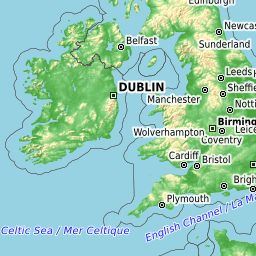 Edinburgh
Newcas
Belfast
Sunderland
Leeds
DUBLIN
Sheffie
Manchester
Notti
Birming
Wolverhampton
Leice
Coventry
Cardiff
Bristol
Brigh
Plymouth
English Channel / La Ma
Celtic Sea / Mer Celtique